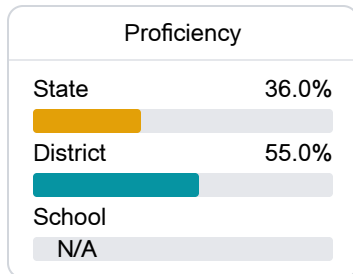 Proficiency
State 36.0%
District 55.0%
School
N/A